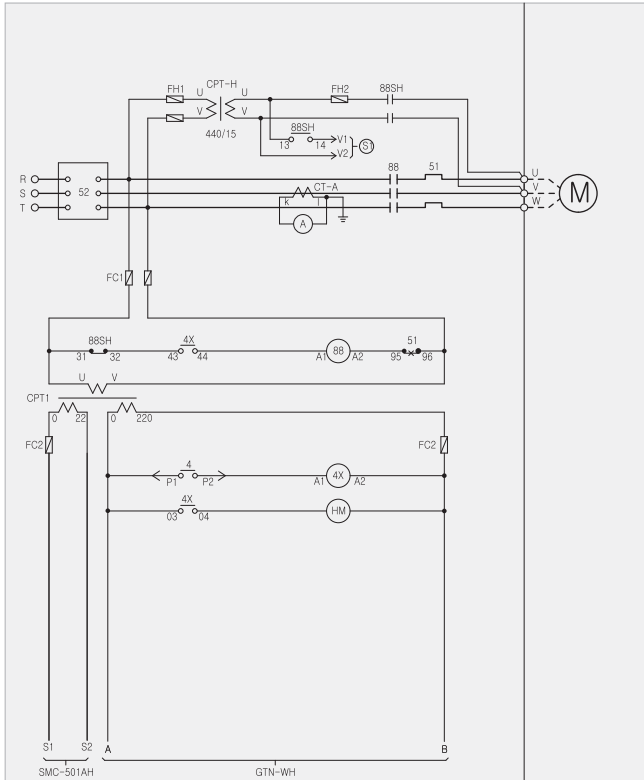 CPT-H
FH1 U U FH2 88SH
V V
440/15
88SH
13 14 V1 S1
V2
R 52 88 51 U
S CT-A V M
T k l W
A
FC1
88SH 4X 51
31 32 43 44 A1 88 A2 95 96
U V
CPT1
0 22 0 220
FC2 FC2
4
P1 P2 A1 4X A2
4X
03 04 HM
S1 S2 A B
SMC-501AH GTN-WH